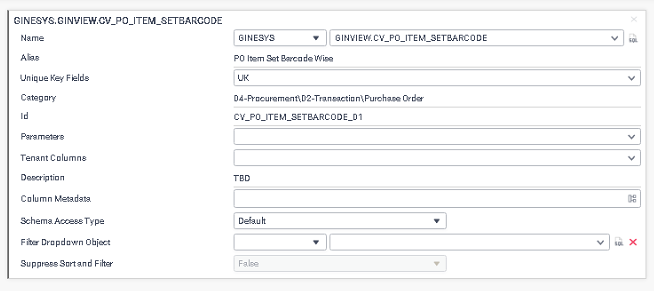 GINESYS.GINVIEW.CV_PO_ITEM_SETBARCODE
Name GINESYS GINVIEW.CV_PO_ITEM_SETBARCODE
Alias PO Item Set Barcode Wise
Unique Key Fields UK
Category 04-Procurement\02-Transaction\Purchase Order
Id CV_PO_ITEM_SETBARCODE_01
Parameters
Tenant Columns
Description TBD
Column Metadata
Schema Access Type Default
Filter Dropdown Object
Suppress Sort and Filter False